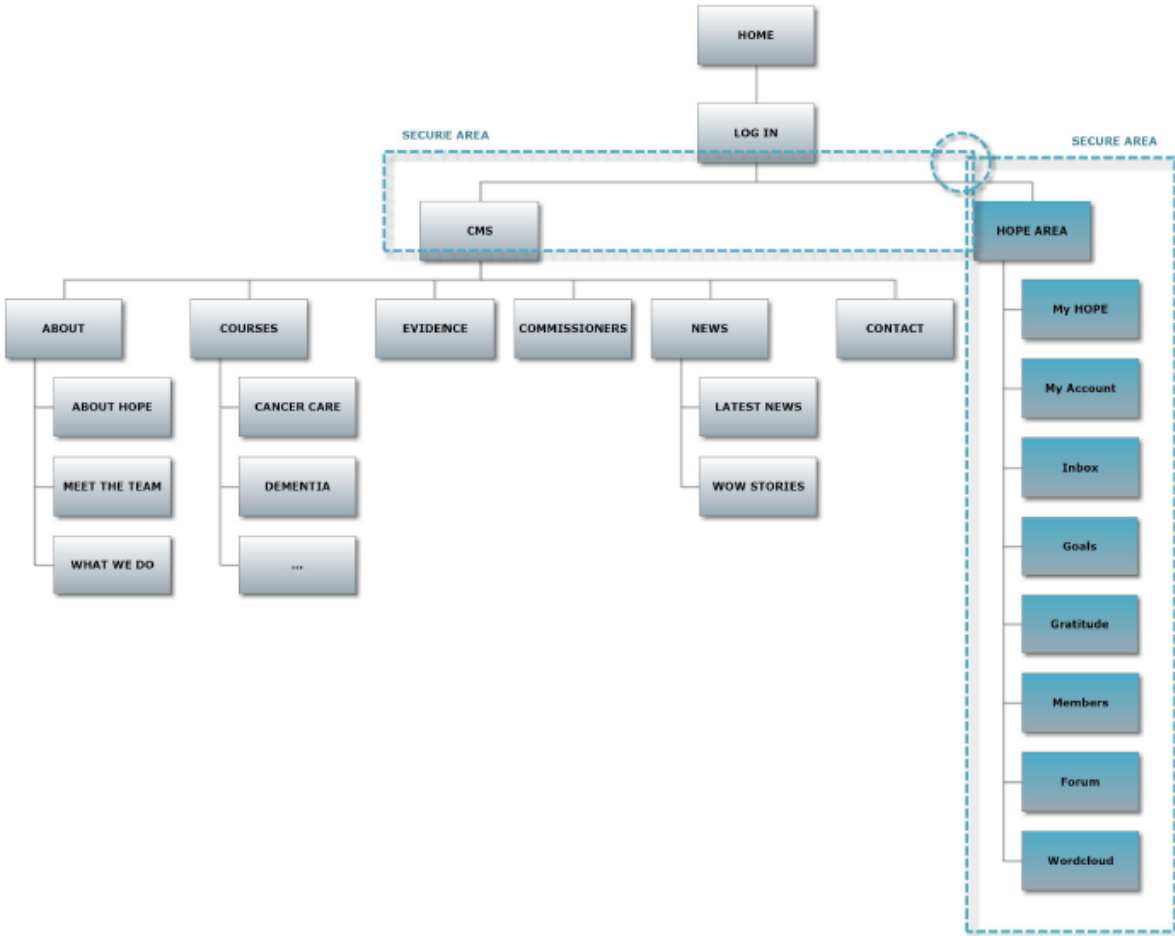 HOME
LOG IN
SECURE AREA
SECURE AREA
CMS
HOPE AREA
ABOUT
COURSES
EVIDENCE
COMMISSIONERS
NEWS
CONTACT
ABOUT HOPE
MEET THE TEAM
WHAT WE DO
CANCER CARE
DEMENTIA
...
LATEST NEWS
WOW STORIES
My HOPE
My Account
Inbox
Goals
Gratitude
Members
Forum
Wordcloud